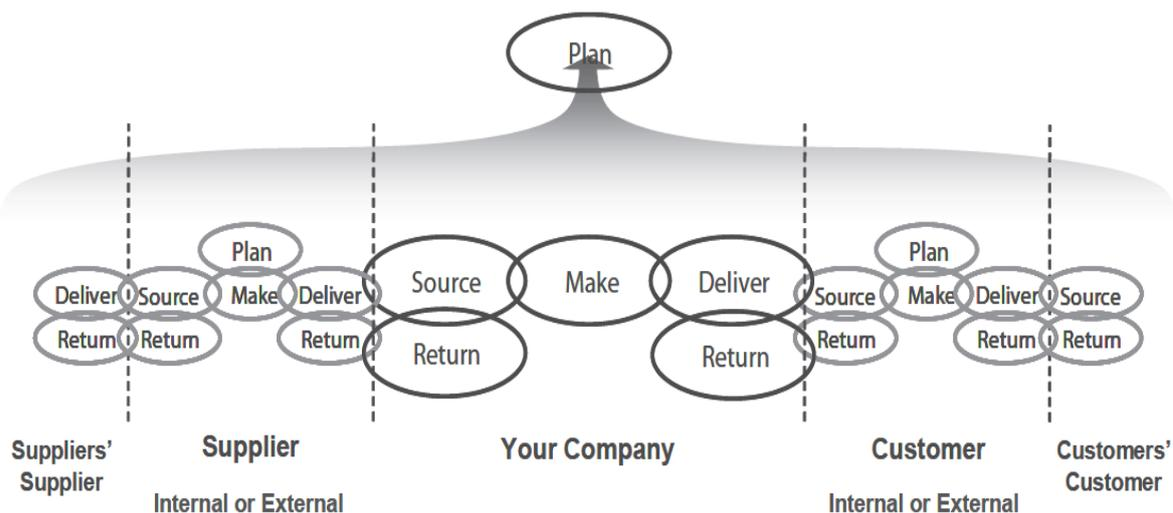 Plan
Plan
Plan
Source
Make
Deliver
Deliver
Source
Make
Deliver
Source
Make
Deliver
Source
Return
Return
Return
Return
Return
Return
Return
Return
Suppliers’
Supplier
Supplier
Internal or External
Your Company
Customer
Internal or External
Customers’
Customer